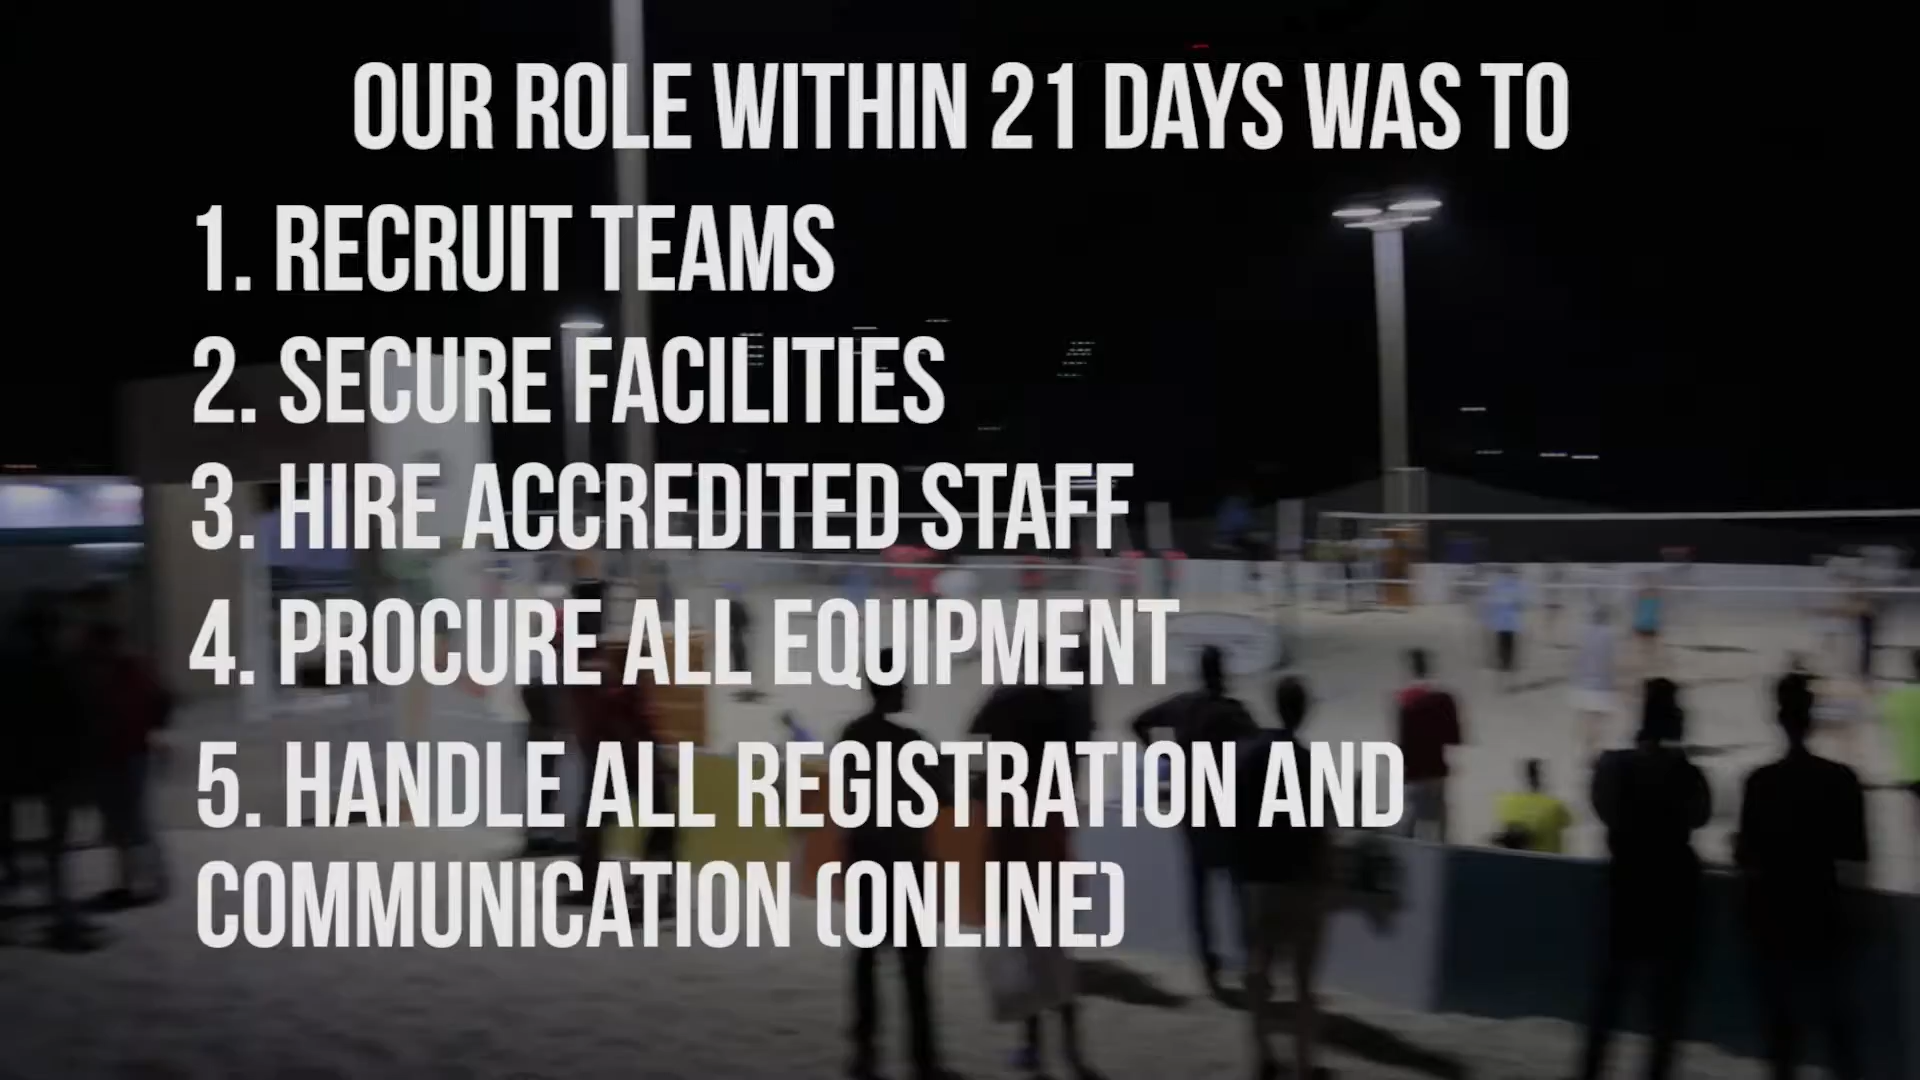 OUR ROLE WITHIN 21 DAYS WAS TO
1. RECRUIT TEAMS
2. SECURE FACILITIES
3. HIRE ACCREDITED STAFF
4. PROCURE ALL EQUIPMENT
5. HANDLE ALL REGISTRATION AND
COMMUNICATION (ONLINE)